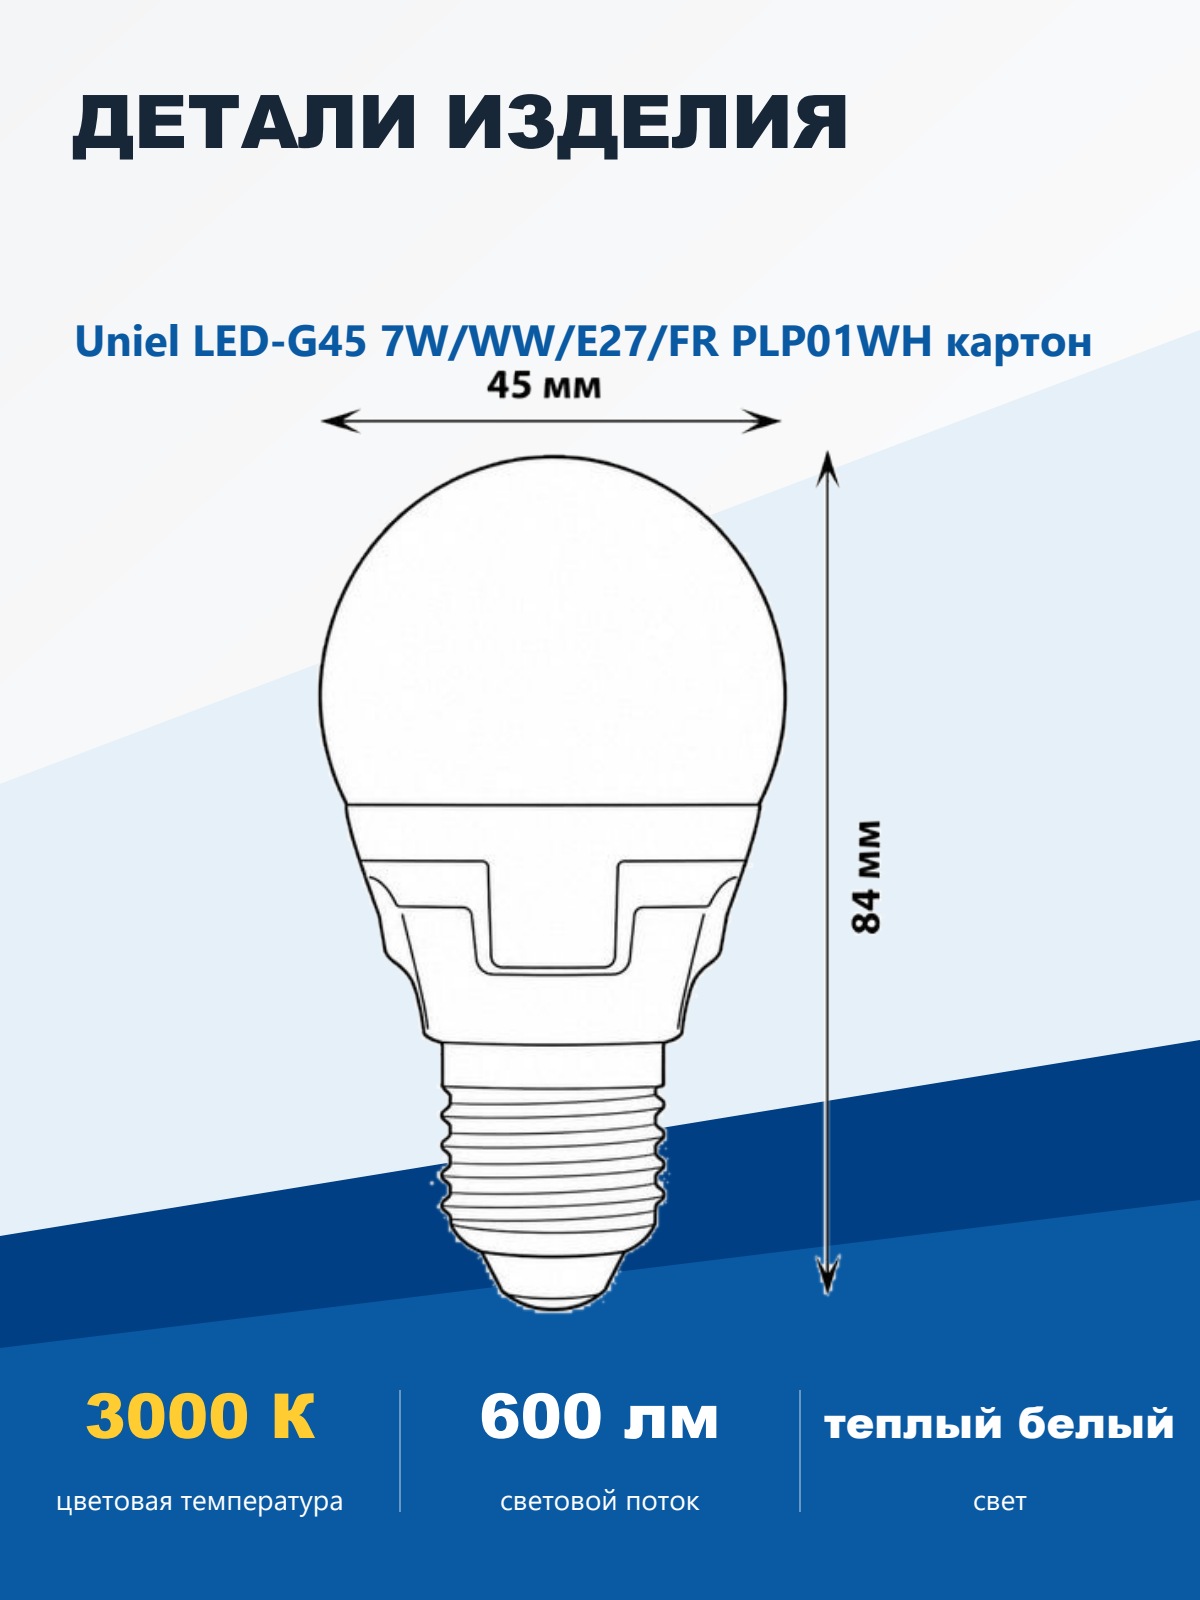 ДЕТАЛИ ИЗДЕЛИЯ
Uniel LED-G45 7W/WW/E27/FR PLP01WH картон
45 мм
84 мм
3000 К
цветовая температура
600 лм
световой поток
теплый белый
свет